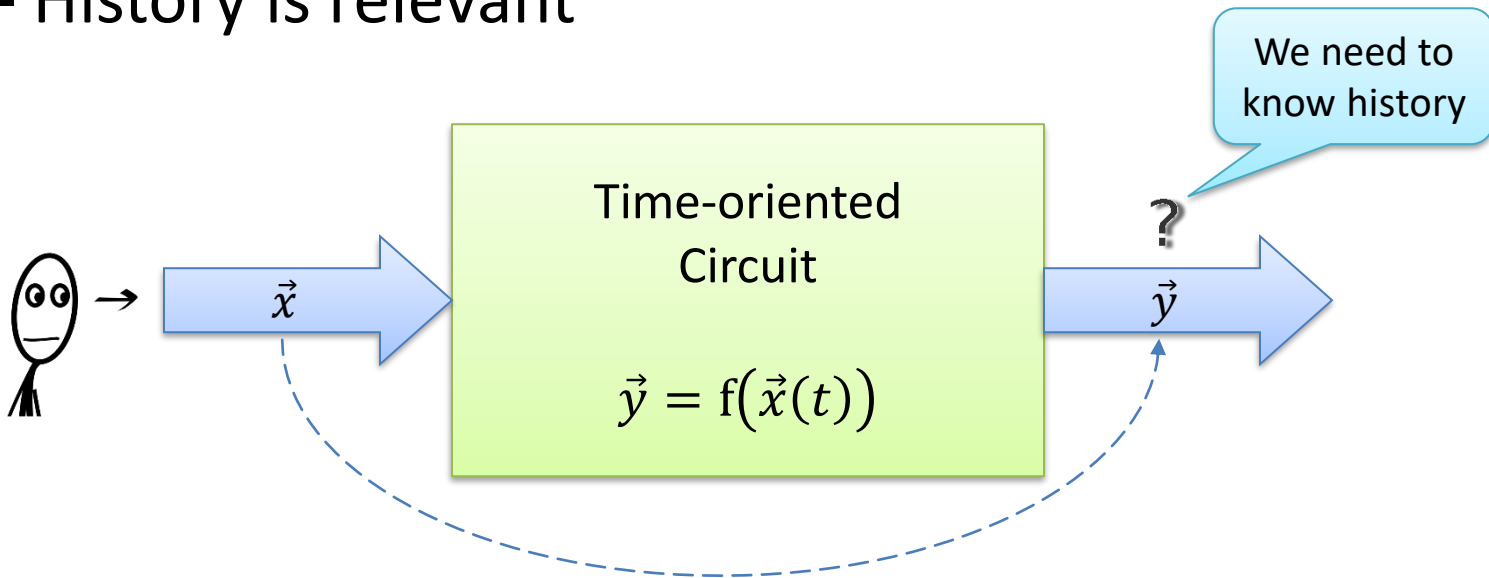 - History is relevant
We need to
know history
Time-oriented
Circuit
?
→
x⃗
y⃗
y⃗ = f(x⃗(t))